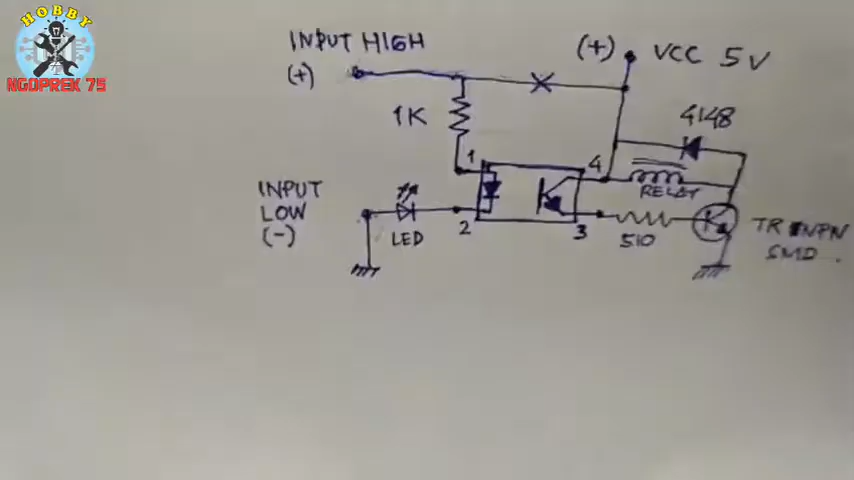 HOBBY
NGOPREK 75
INPUT HIGH
(+)
(+)
VCC 5V
1K
4148
1
4
RELAY
INPUT
LOW
(-)
LED
2
3
510
TR NPN
SMD.